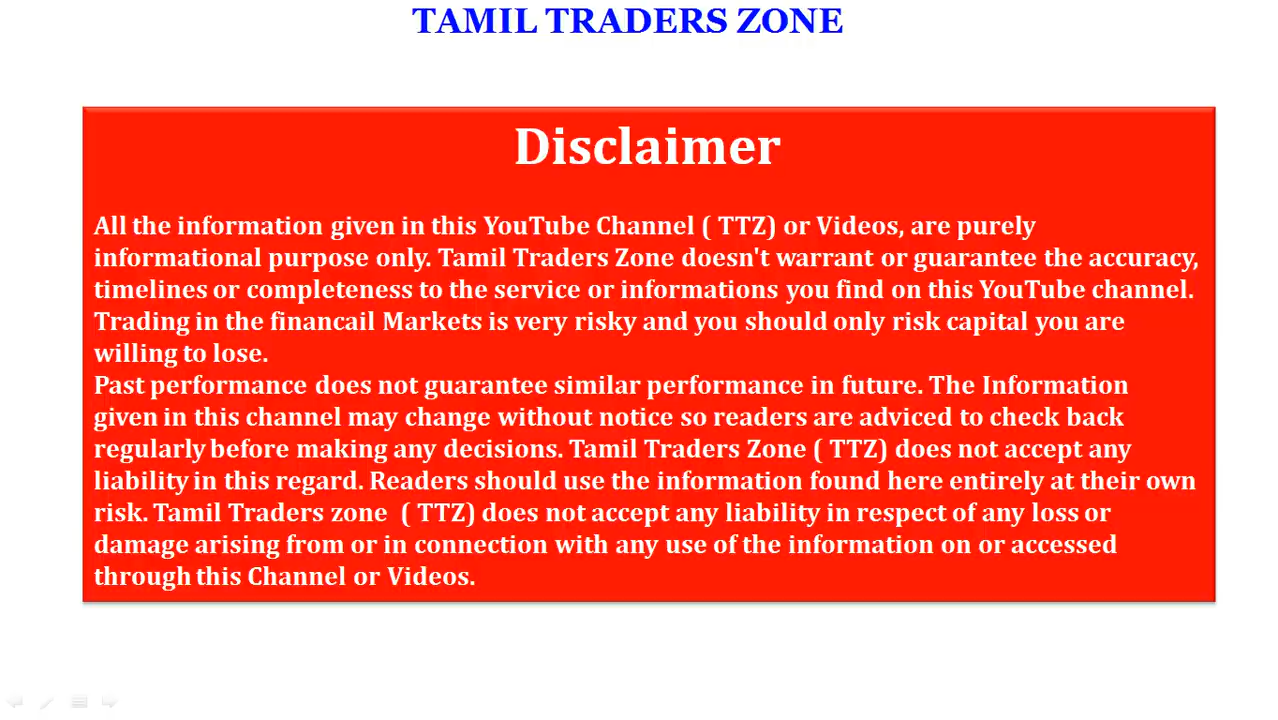 TAMIL TRADERS ZONE
Disclaimer
All the information given in this YouTube Channel ( TTZ) or Videos, are purely
informational purpose only. Tamil Traders Zone doesn't warrant or guarantee the accuracy,
timelines or completeness to the service or informations you find on this YouTube channel.
Trading in the financail Markets is very risky and you should only risk capital you are
willing to lose.
Past performance does not guarantee similar performance in future. The Information
given in this channel may change without notice so readers are adviced to check back
regularly before making any decisions. Tamil Traders Zone ( TTZ) does not accept any
liability in this regard. Readers should use the information found here entirely at their own
risk. Tamil Traders zone  ( TTZ) does not accept any liability in respect of any loss or
damage arising from or in connection with any use of the information on or accessed
through this Channel or Videos.